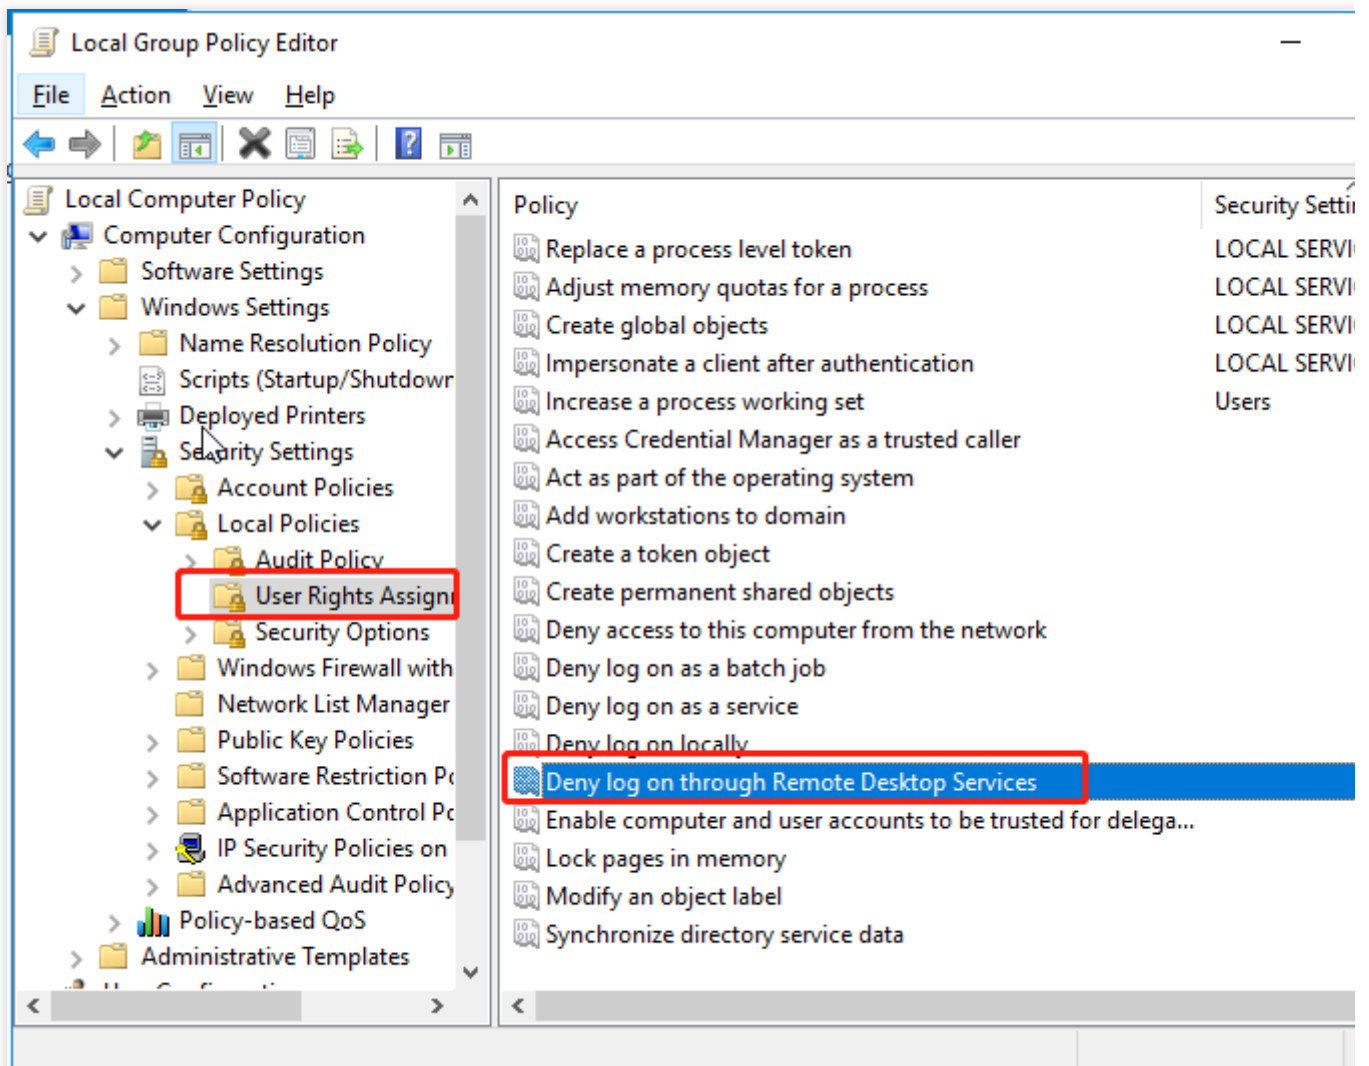 Local Group Policy Editor
File Action View Help
Local Computer Policy
Computer Configuration
Software Settings
Windows Settings
Name Resolution Policy
Scripts (Startup/Shutdown
Deployed Printers
Security Settings
Account Policies
Local Policies
Audit Policy
User Rights Assign
Security Options
Windows Firewall with
Network List Manager
Public Key Policies
Software Restriction Po
Application Control Po
IP Security Policies on
Advanced Audit Policy
Policy-based QoS
Administrative Templates
Policy Security Settin
Replace a process level token LOCAL SERVI
Adjust memory quotas for a process LOCAL SERVI
Create global objects LOCAL SERVI
Impersonate a client after authentication LOCAL SERVI
Increase a process working set Users
Access Credential Manager as a trusted caller
Act as part of the operating system
Add workstations to domain
Create a token object
Create permanent shared objects
Deny access to this computer from the network
Deny log on as a batch job
Deny log on as a service
Deny log on locally
Deny log on through Remote Desktop Services
Enable computer and user accounts to be trusted for delega...
Lock pages in memory
Modify an object label
Synchronize directory service data